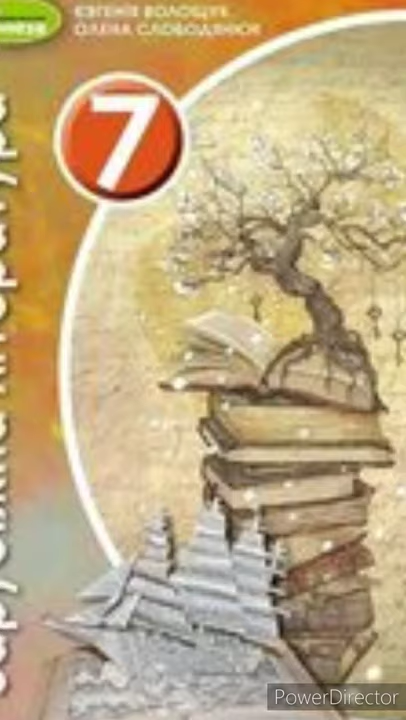 ЄВГЕНІЯ ВОЛОЩУК
ОЛЕНА СЛОБОДЯНЮК
7
зарубіжна література
PowerDirector